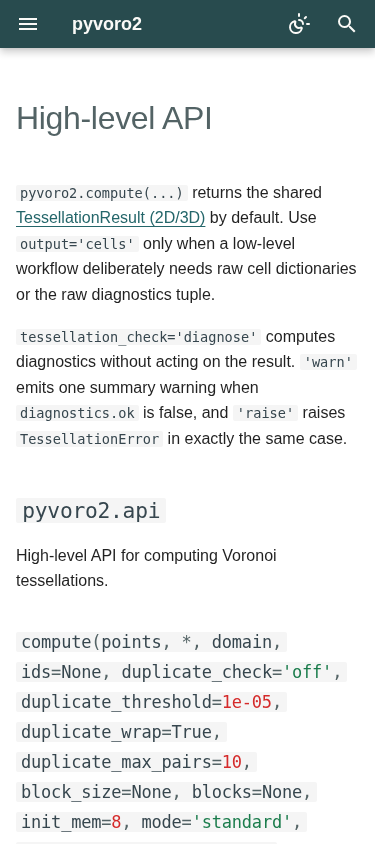 pyvoro2
High-level API
pyvoro2.compute(...) returns the shared
TessellationResult (2D/3D) by default. Use
output='cells' only when a low-level
workflow deliberately needs raw cell dictionaries
or the raw diagnostics tuple.
tessellation_check='diagnose' computes
diagnostics without acting on the result. 'warn'
emits one summary warning when
diagnostics.ok is false, and 'raise' raises
TessellationError in exactly the same case.
pyvoro2.api
High-level API for computing Voronoi
tessellations.
compute(points, *, domain,
ids=None, duplicate_check='off',
duplicate_threshold=1e-05,
duplicate_wrap=True,
duplicate_max_pairs=10,
block_size=None, blocks=None,
init_mem=8, mode='standard',